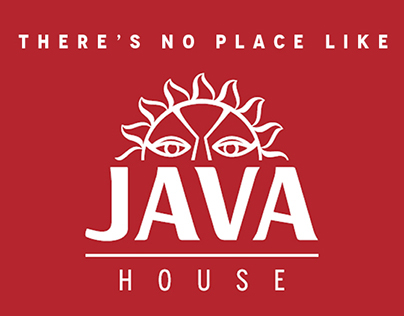 THERE'S NO PLACE LIKE
JAVA
HOUSE